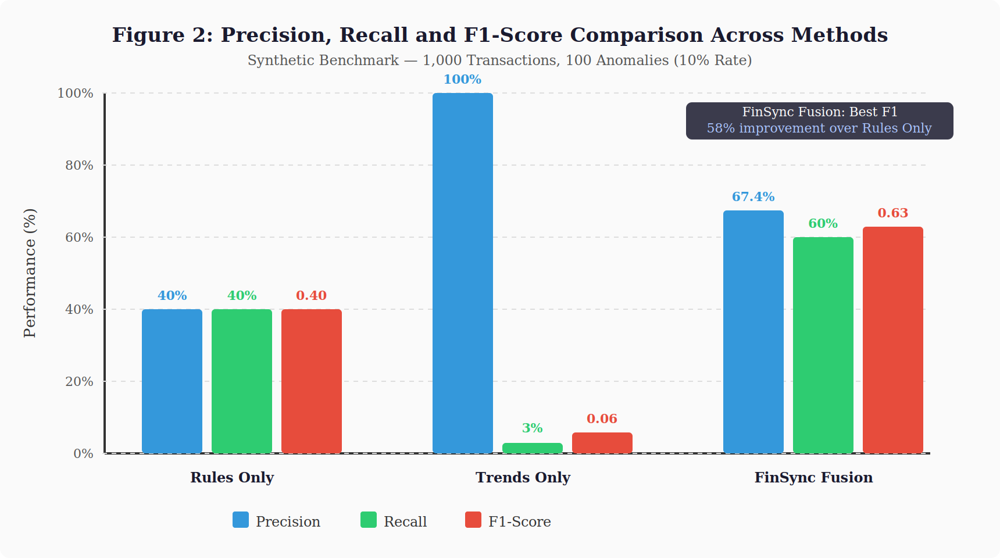 Figure 2: Precision, Recall and F1-Score Comparison Across Methods
Synthetic Benchmark — 1,000 Transactions, 100 Anomalies (10% Rate)
100%
80%
60%
40%
20%
0%
Performance (%)
FinSync Fusion: Best F1
58% improvement over Rules Only
40%
40%
0.40
100%
3%
0.06
67.4%
60%
0.63
Rules Only
Trends Only
FinSync Fusion
Precision
Recall
F1-Score